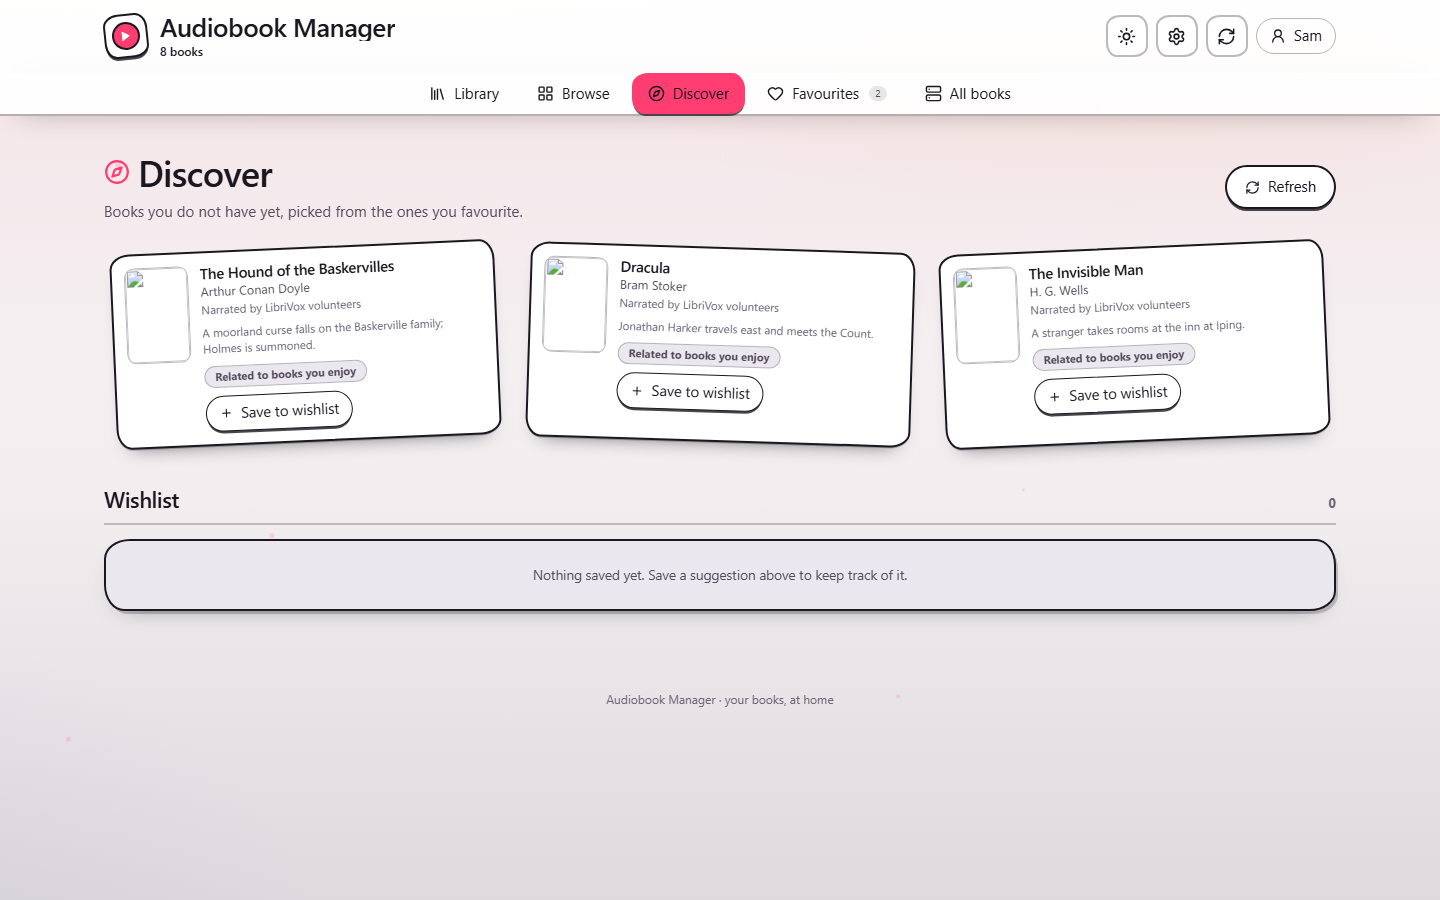 Audiobook Manager
8 books
Sam
Library
Browse
Discover
Favourites 2
All books
Discover
Books you do not have yet, picked from the ones you favourite.
Refresh
The Hound of the Baskervilles
Arthur Conan Doyle
Narrated by LibriVox volunteers
A moorland curse falls on the Baskerville family;
Holmes is summoned.
Related to books you enjoy
Save to wishlist
Dracula
Bram Stoker
Narrated by LibriVox volunteers
Jonathan Harker travels east and meets the Count.
Related to books you enjoy
Save to wishlist
The Invisible Man
H. G. Wells
Narrated by LibriVox volunteers
A stranger takes rooms at the inn at Iping.
Related to books you enjoy
Save to wishlist
Wishlist
0
Nothing saved yet. Save a suggestion above to keep track of it.
Audiobook Manager · your books, at home